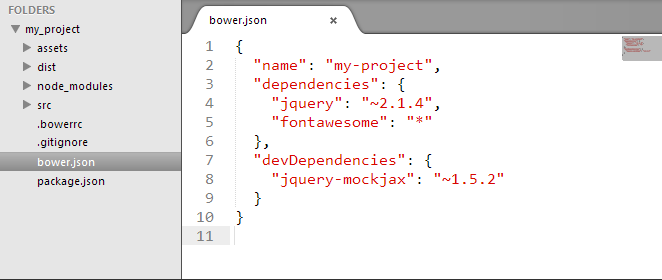 FOLDERS
my_project
assets
dist
node_modules
src
.bowerrc
.gitignore
bower.json
package.json
bower.json ×
1 {
2 "name": "my-project",
3 "dependencies": {
4 "jquery": "~2.1.4",
5 "fontawesome": "*"
6 },
7 "devDependencies": {
8 "jquery-mockjax": "~1.5.2"
9 }
10 }
11